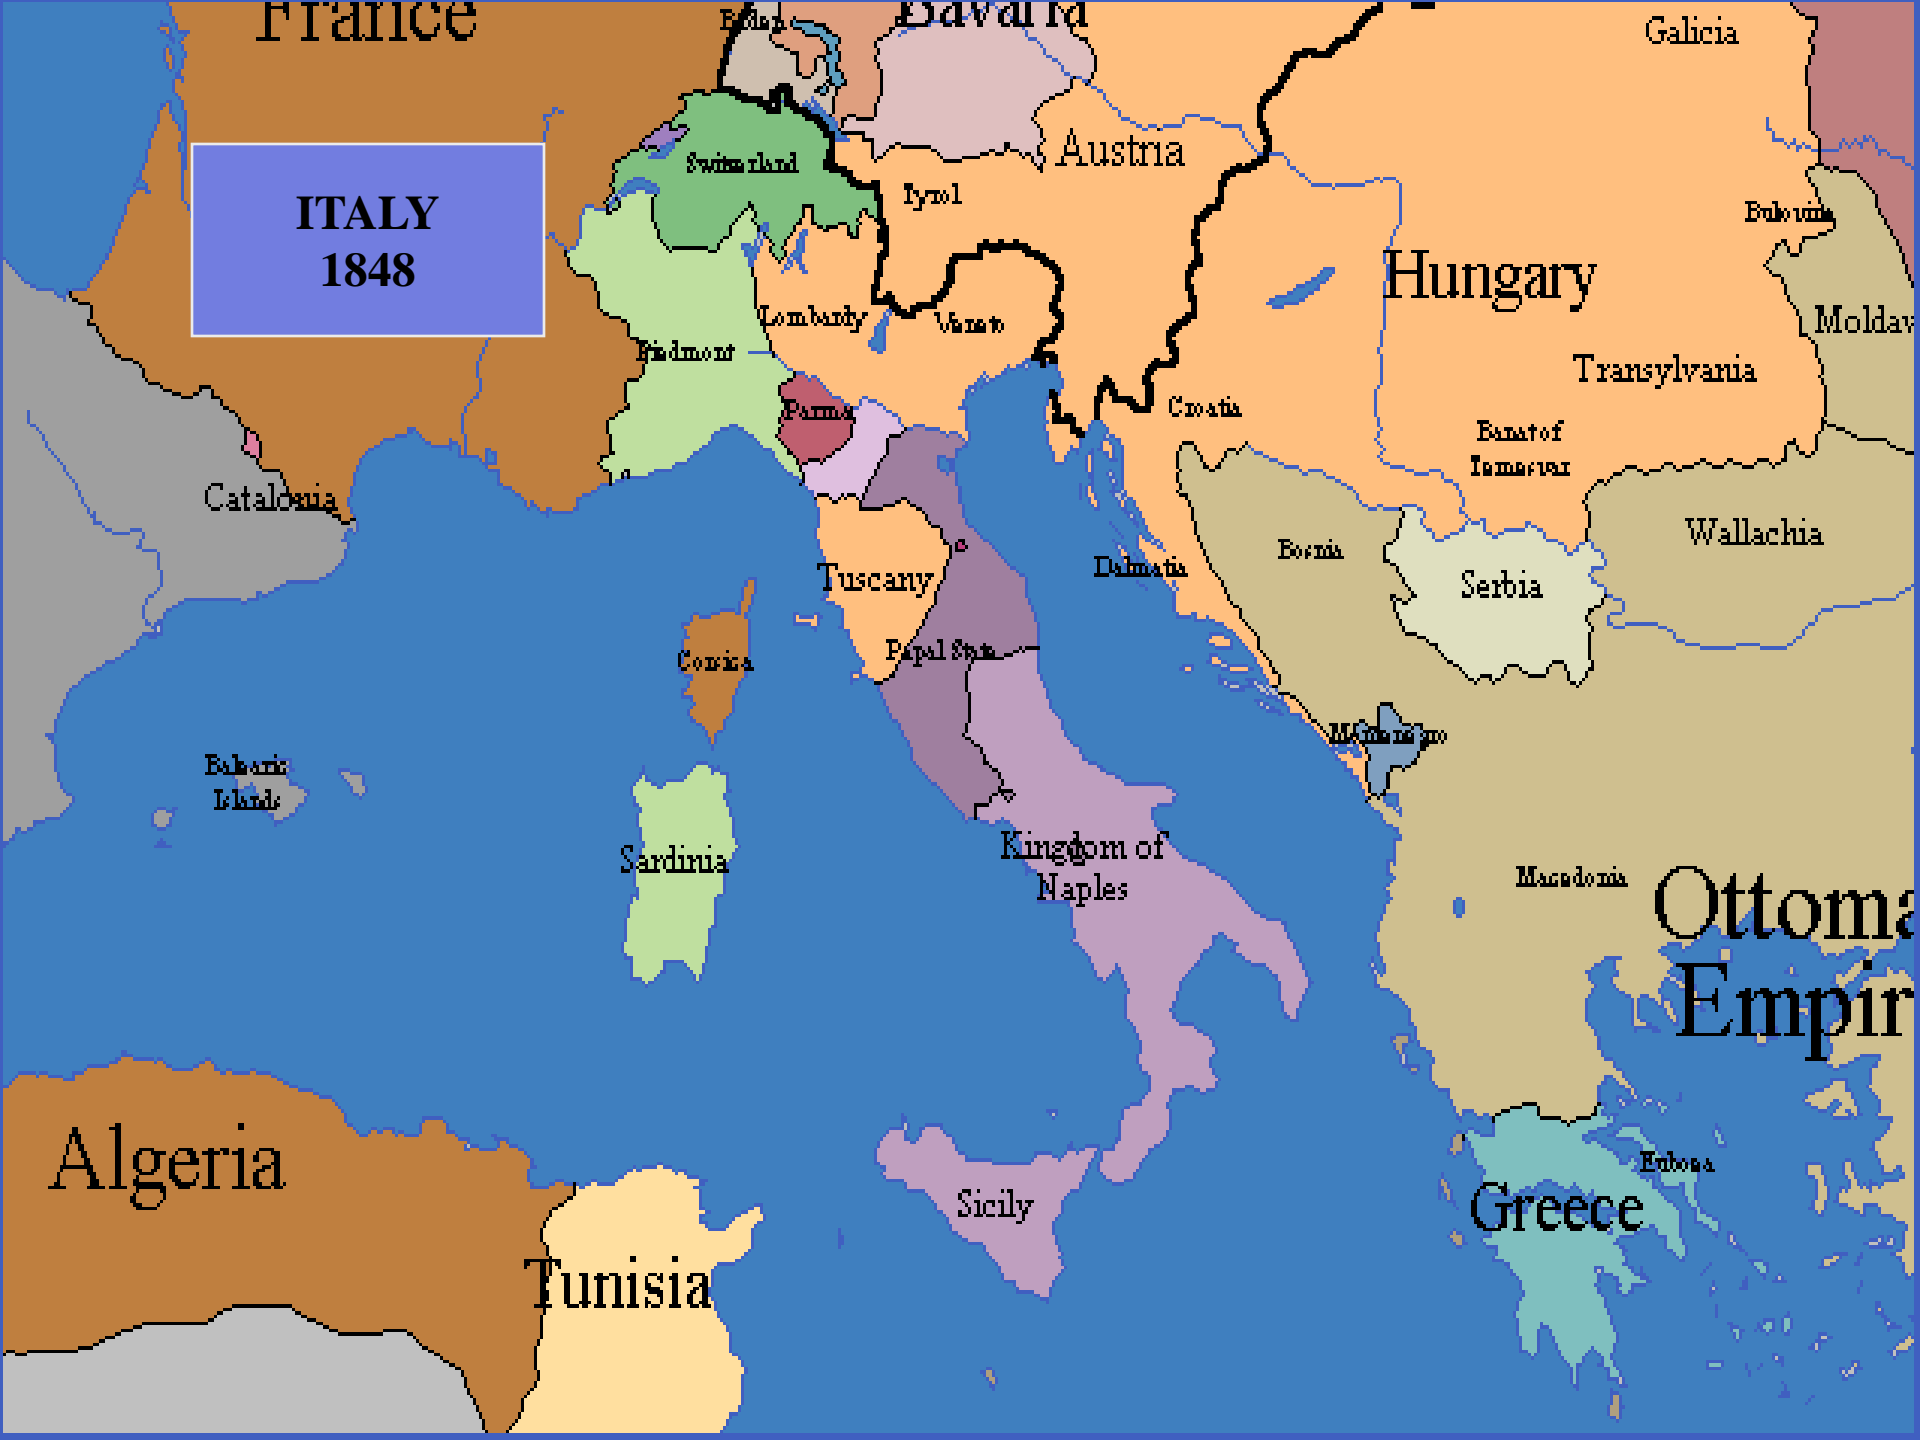 France
Baden
Bavaria
Galicia
ITALY
1848
Switzerland
Austria
Tyrol
Bukovina
Hungary
Lombardy
Veneto
Moldav
Piedmont
Transylvania
Parma
Croatia
Banat of
Temesvar
Catalonia
Wallachia
Bosnia
Dalmatia
Tuscany
Serbia
Papal State
Corsica
Montenegro
Balearic
Islands
Sardinia
Kingdom of
Naples
Macedonia
Ottoma
Empir
Algeria
Euboea
Sicily
Greece
Tunisia